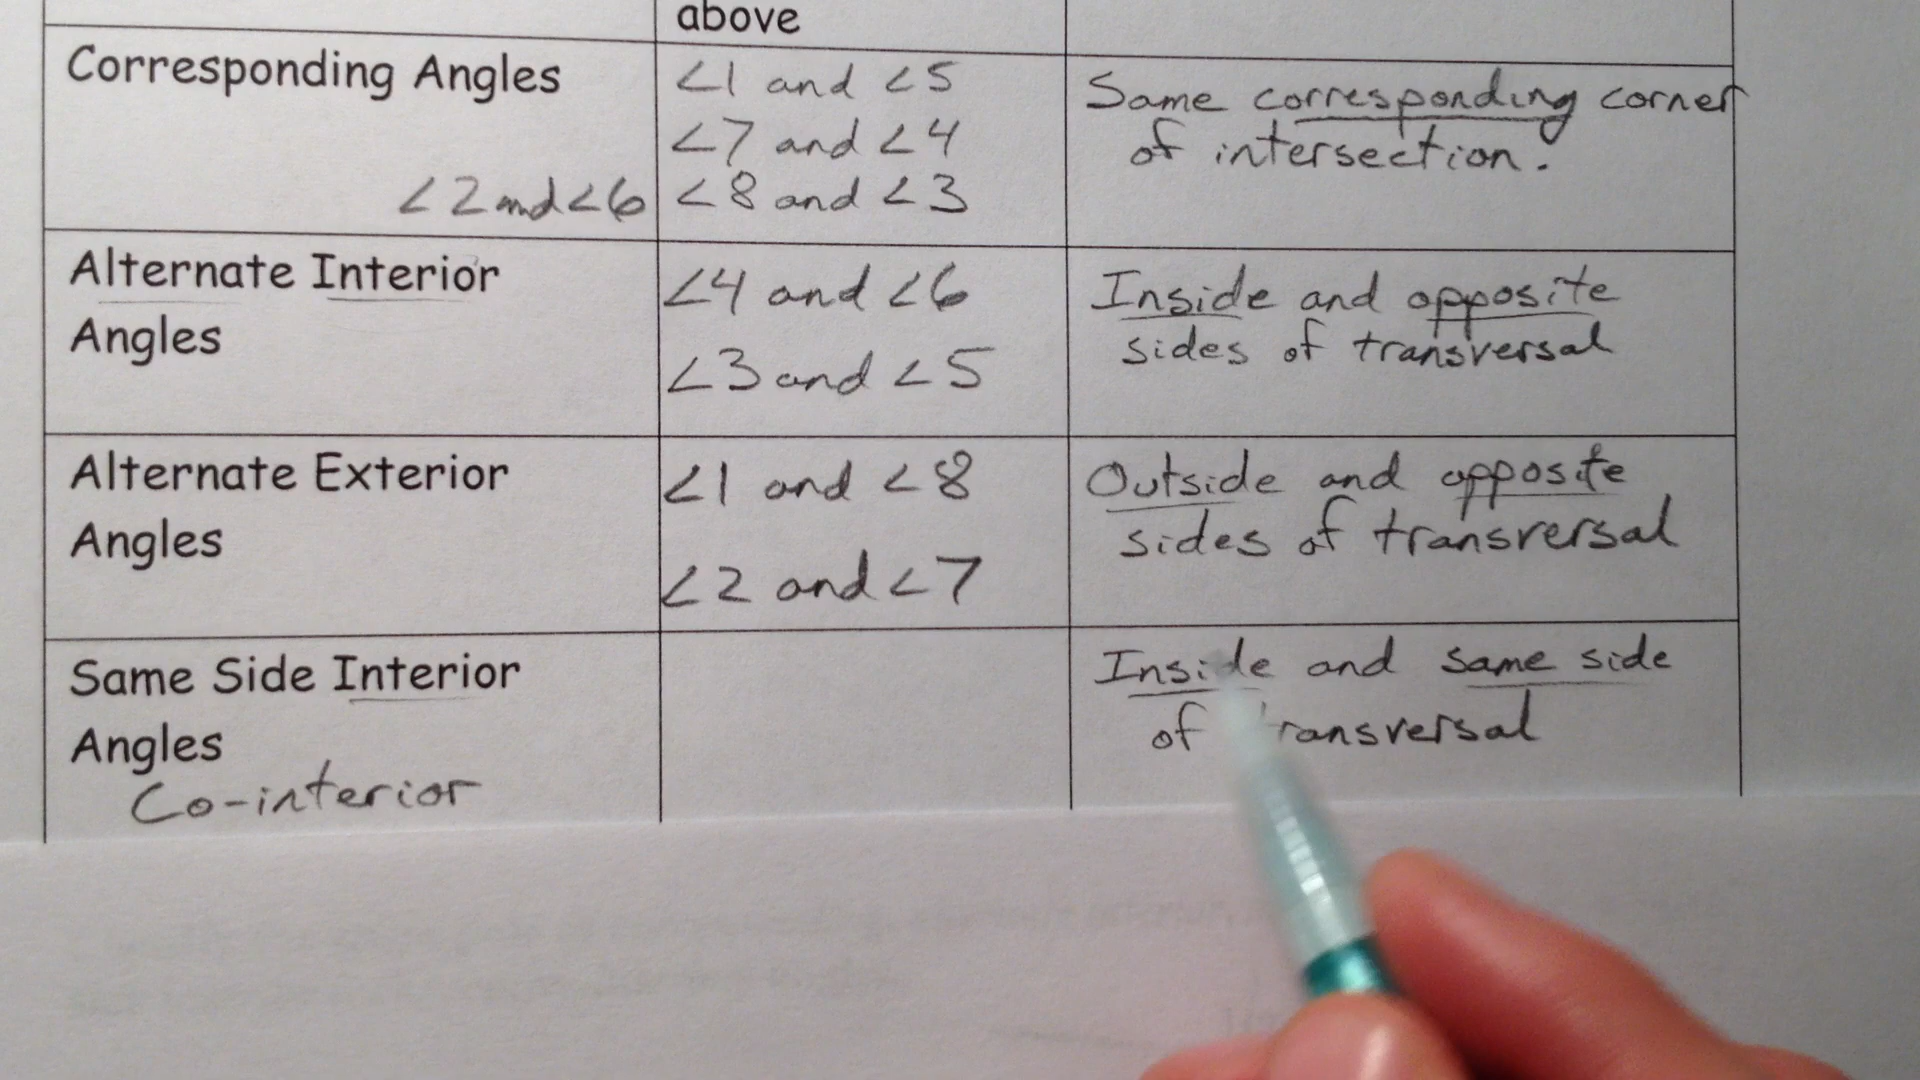 above
Corresponding Angles
<2 and <6
<1 and <5
<7 and <4
<8 and <3
Same corresponding corner
of intersection.
Alternate Interior
Angles
<4 and <6
<3 and <5
Inside and opposite
sides of transversal
Alternate Exterior
Angles
<1 and <8
<2 and <7
Outside and opposite
sides of transversal
Same Side Interior
Angles
Co-interior
Inside and same side
of transversal